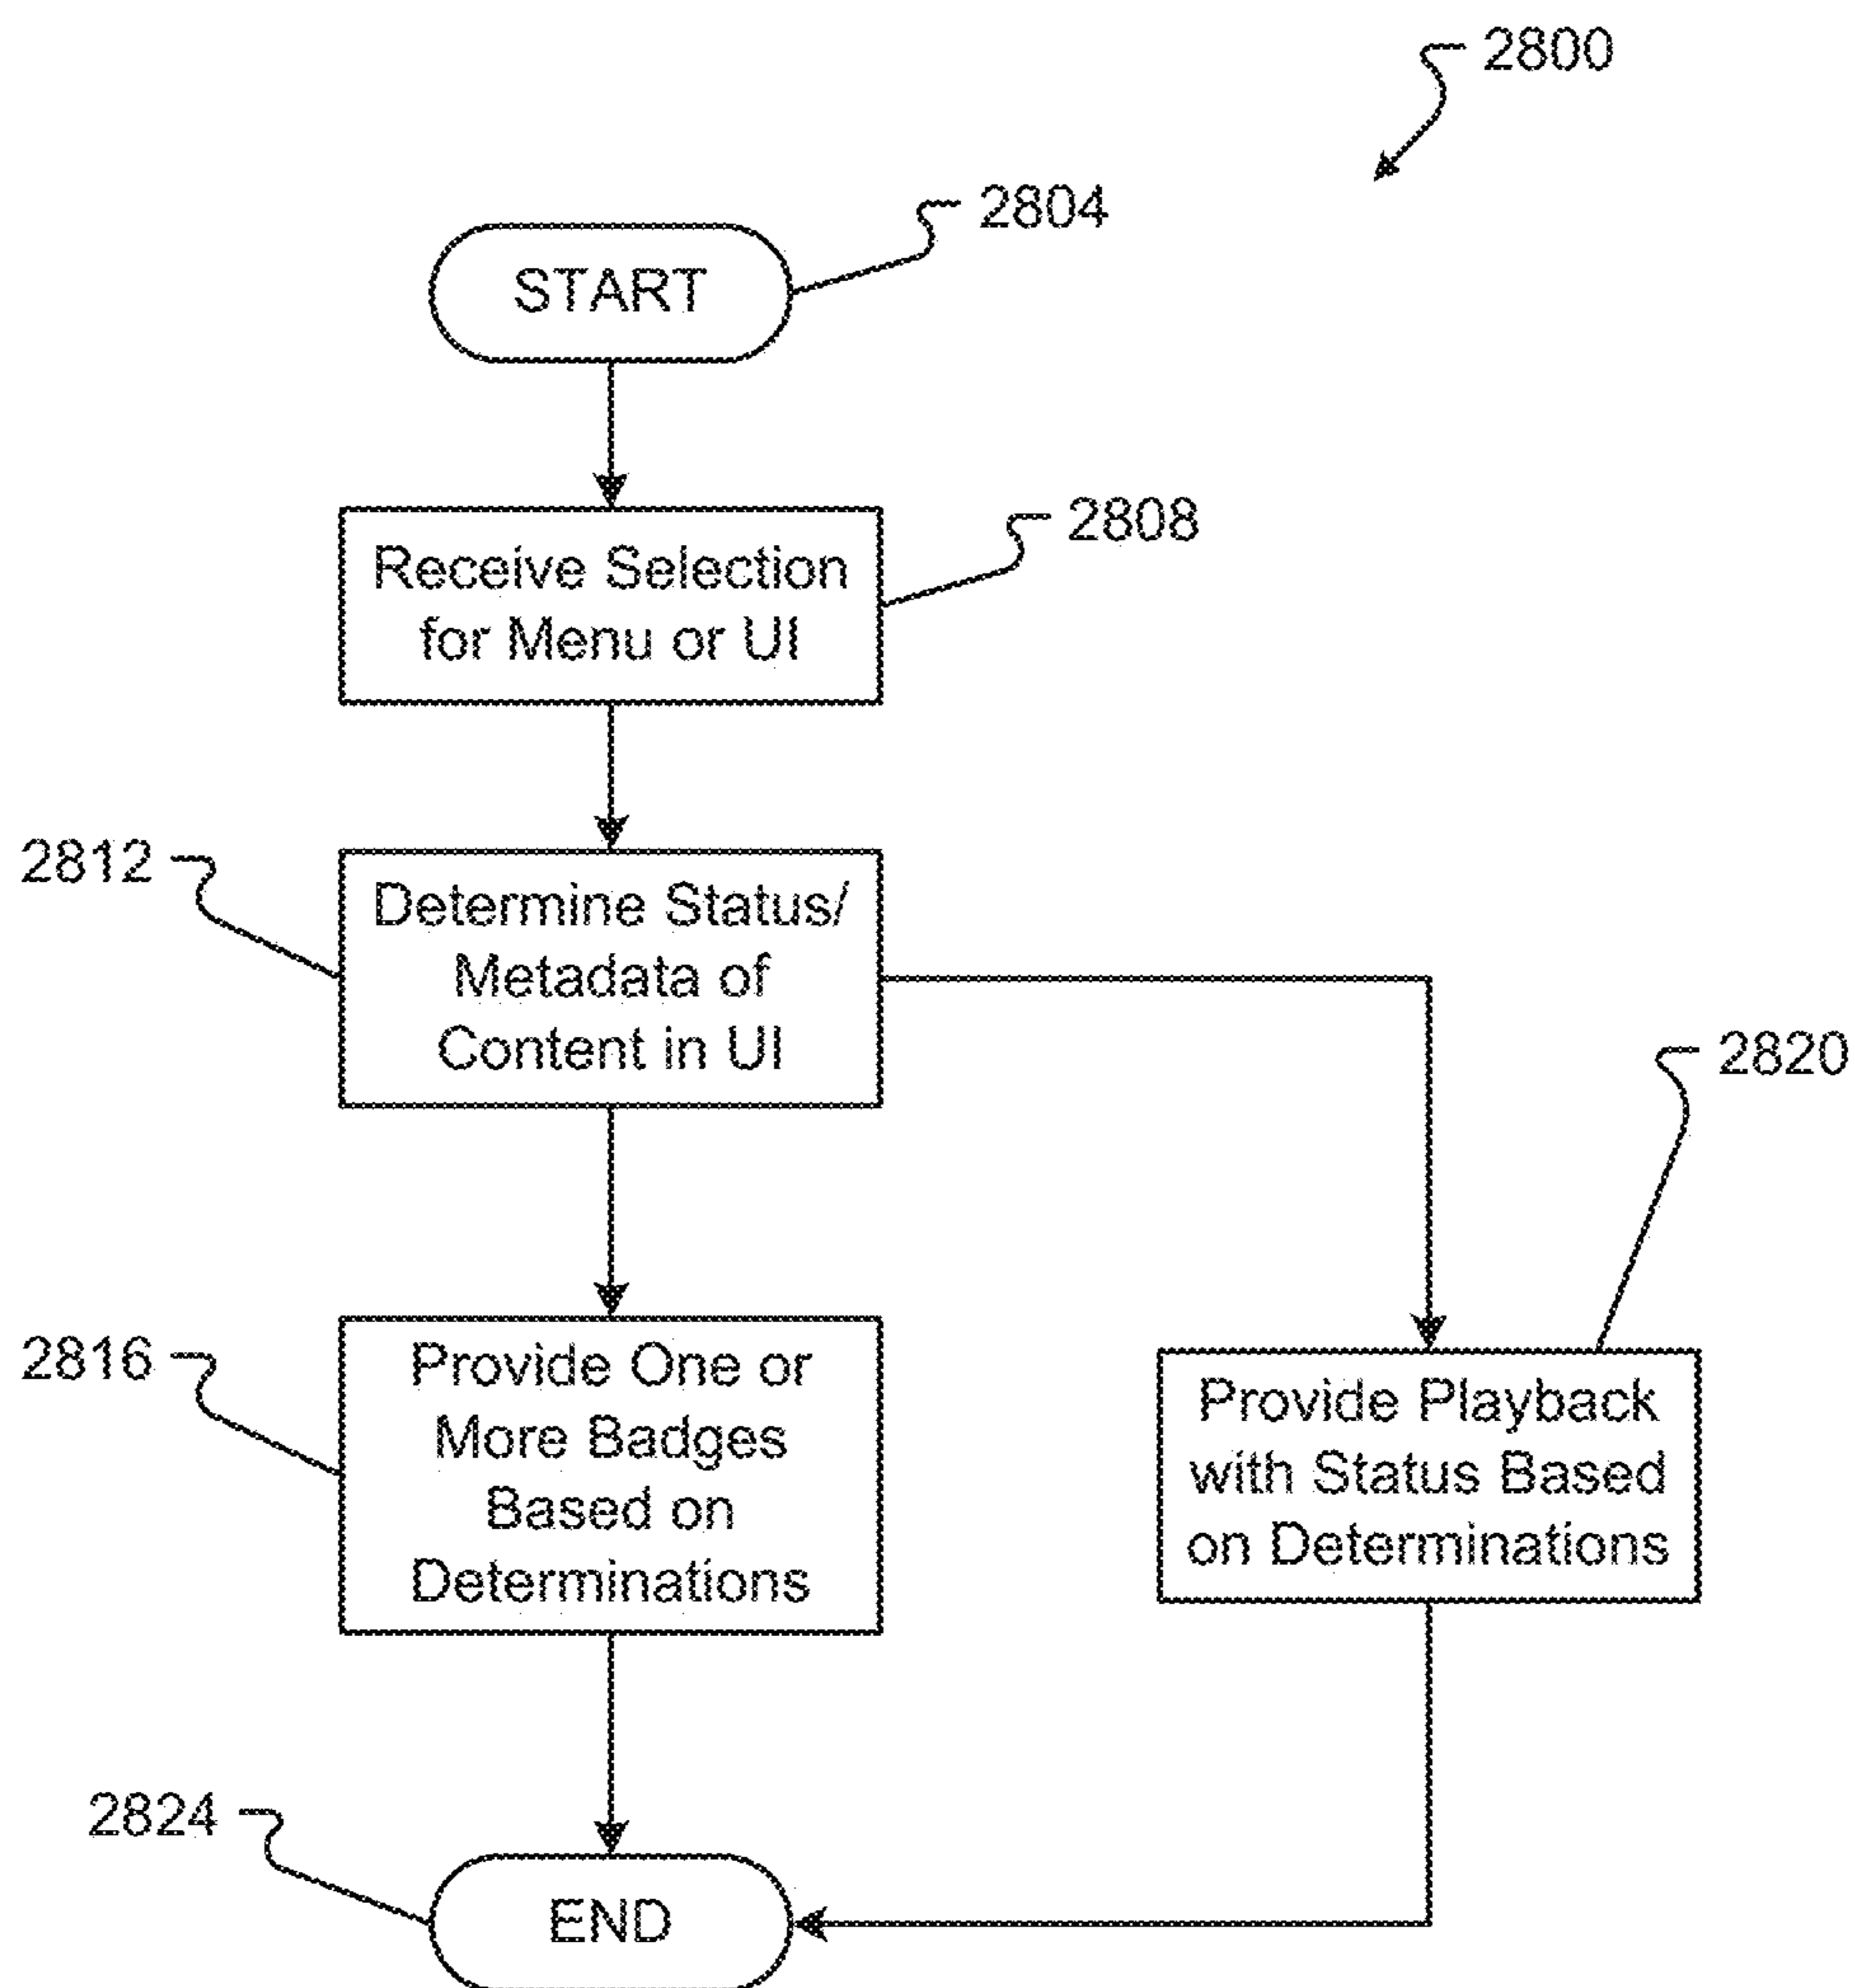 2800
2804
START
2808
Receive Selection
for Menu or UI
2812
Determine Status/
Metadata of
Content in UI
2820
2816
Provide One or
More Badges
Based on
Determinations
Provide Playback
with Status Based
on Determinations
2824
END